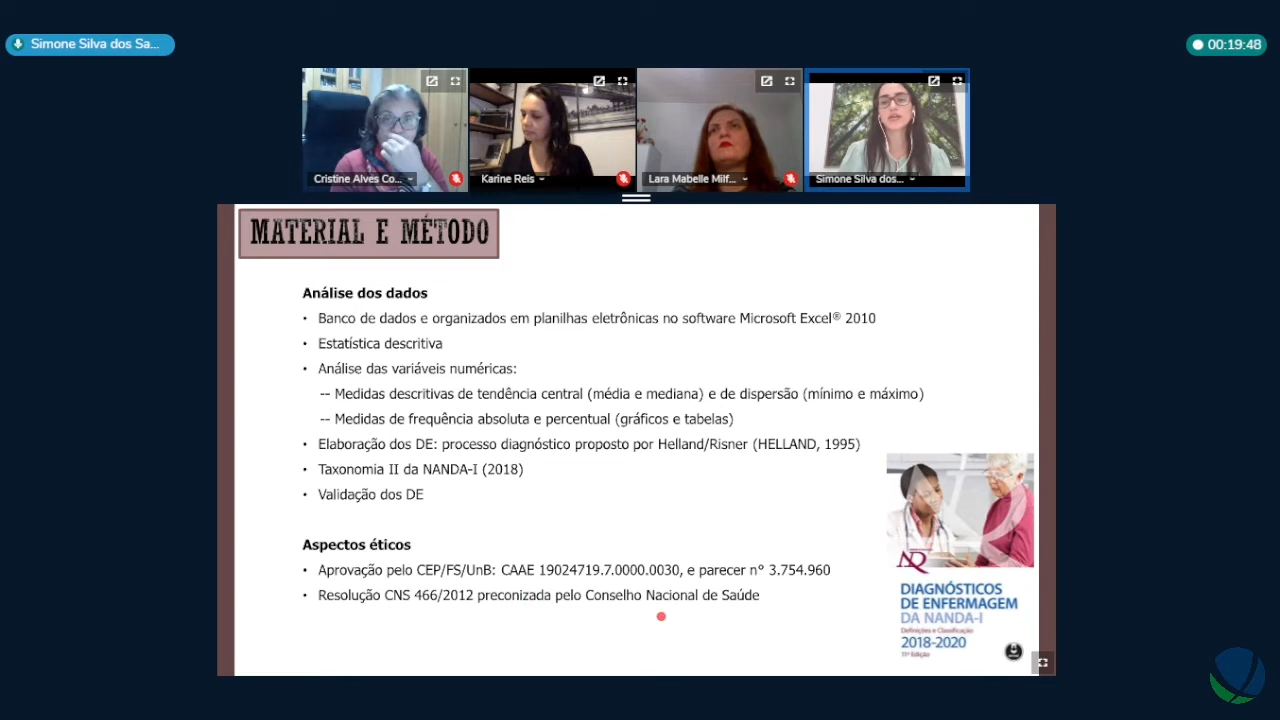 Simone Silva dos Sa...
00:19:48
Cristine Alves Co...
Karine Reis
Lara Mabelle Milf...
Simone Silva dos...
MATERIAL E MÉTODO
Análise dos dados
• Banco de dados e organizados em planilhas eletrônicas no software Microsoft Excel® 2010
• Estatística descritiva
• Análise das variáveis numéricas:
-- Medidas descritivas de tendência central (média e mediana) e de dispersão (mínimo e máximo)
-- Medidas de frequência absoluta e percentual (gráficos e tabelas)
• Elaboração dos DE: processo diagnóstico proposto por Helland/Risner (HELLAND, 1995)
• Taxonomia II da NANDA-I (2018)
• Validação dos DE
Aspectos éticos
• Aprovação pelo CEP/FS/UnB: CAAE 19024719.7.0000.0030, e parecer n° 3.754.960
• Resolução CNS 466/2012 preconizada pelo Conselho Nacional de Saúde
DIAGNÓSTICOS
DE ENFERMAGEM
DA NANDA-I
Definições e Classificação
2018-2020
11ª Edição